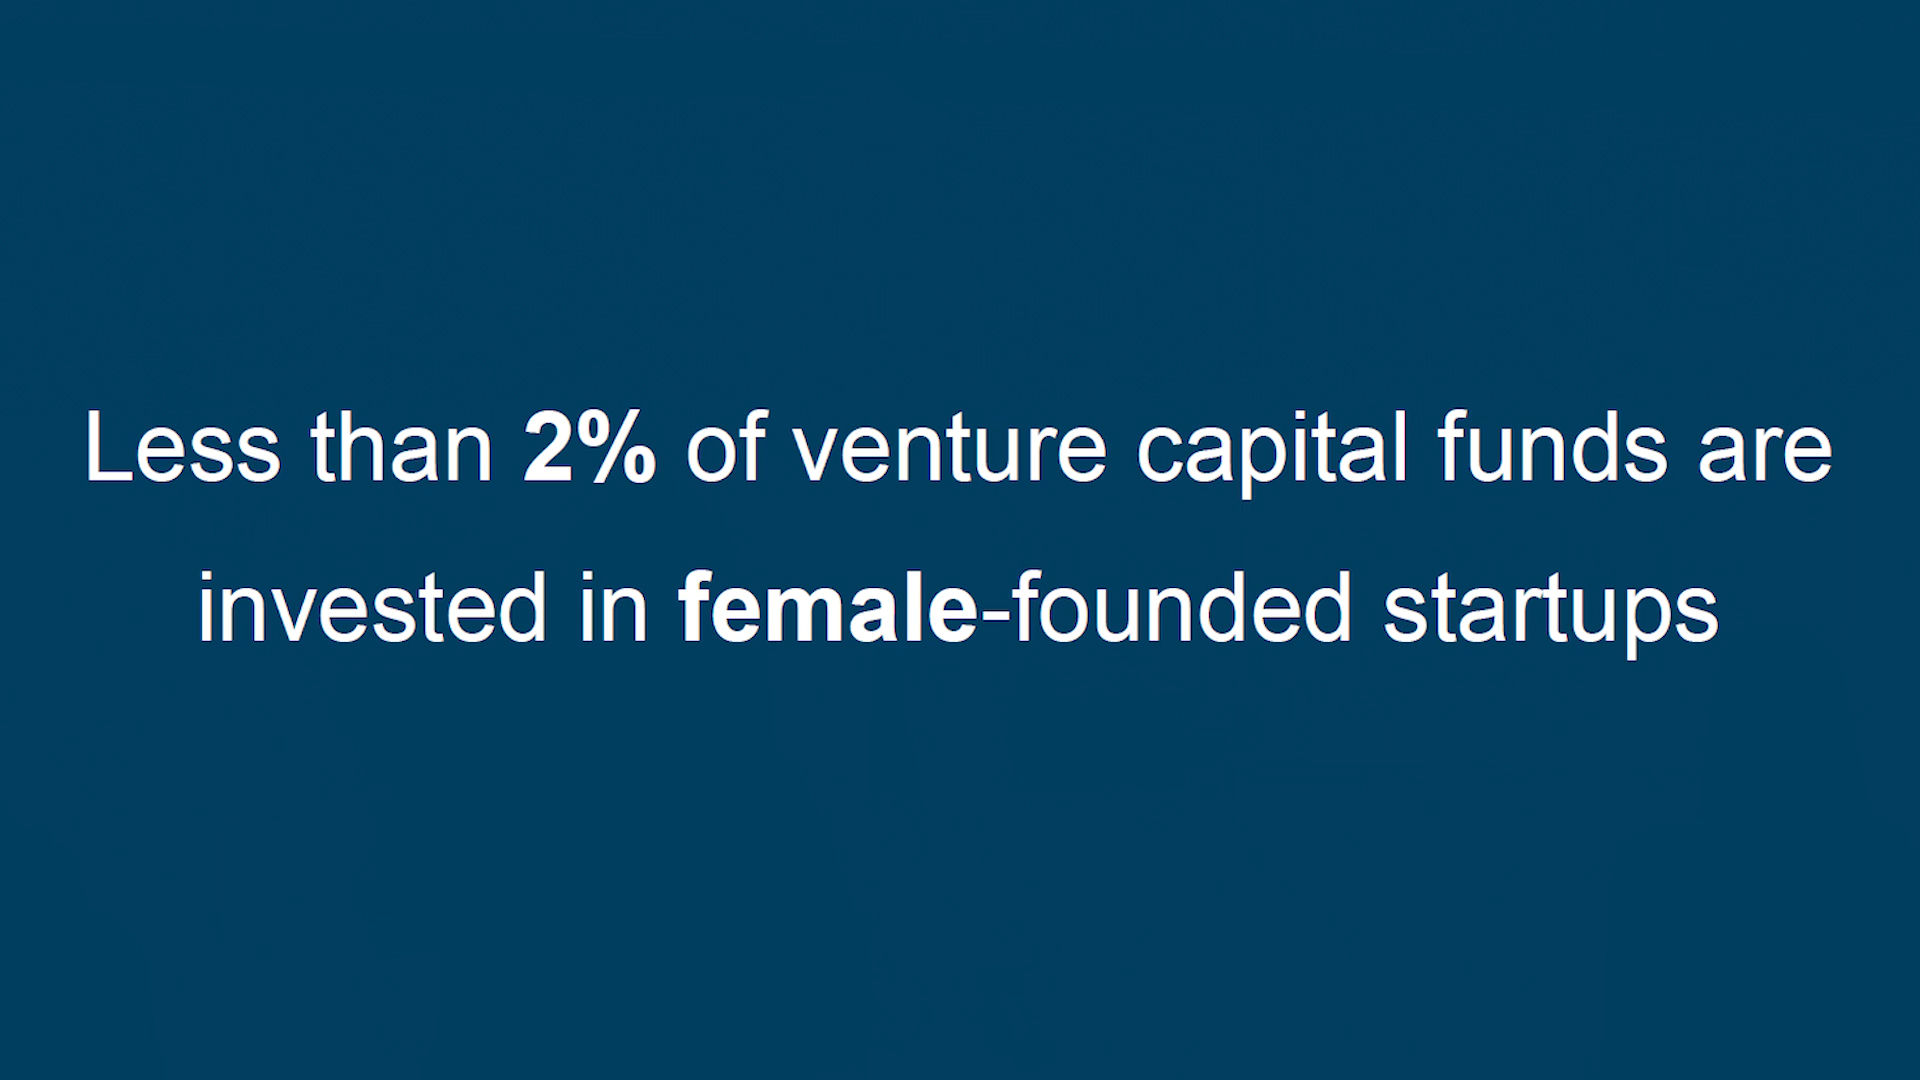 Less than 2% of venture capital funds are
invested in female-founded startups